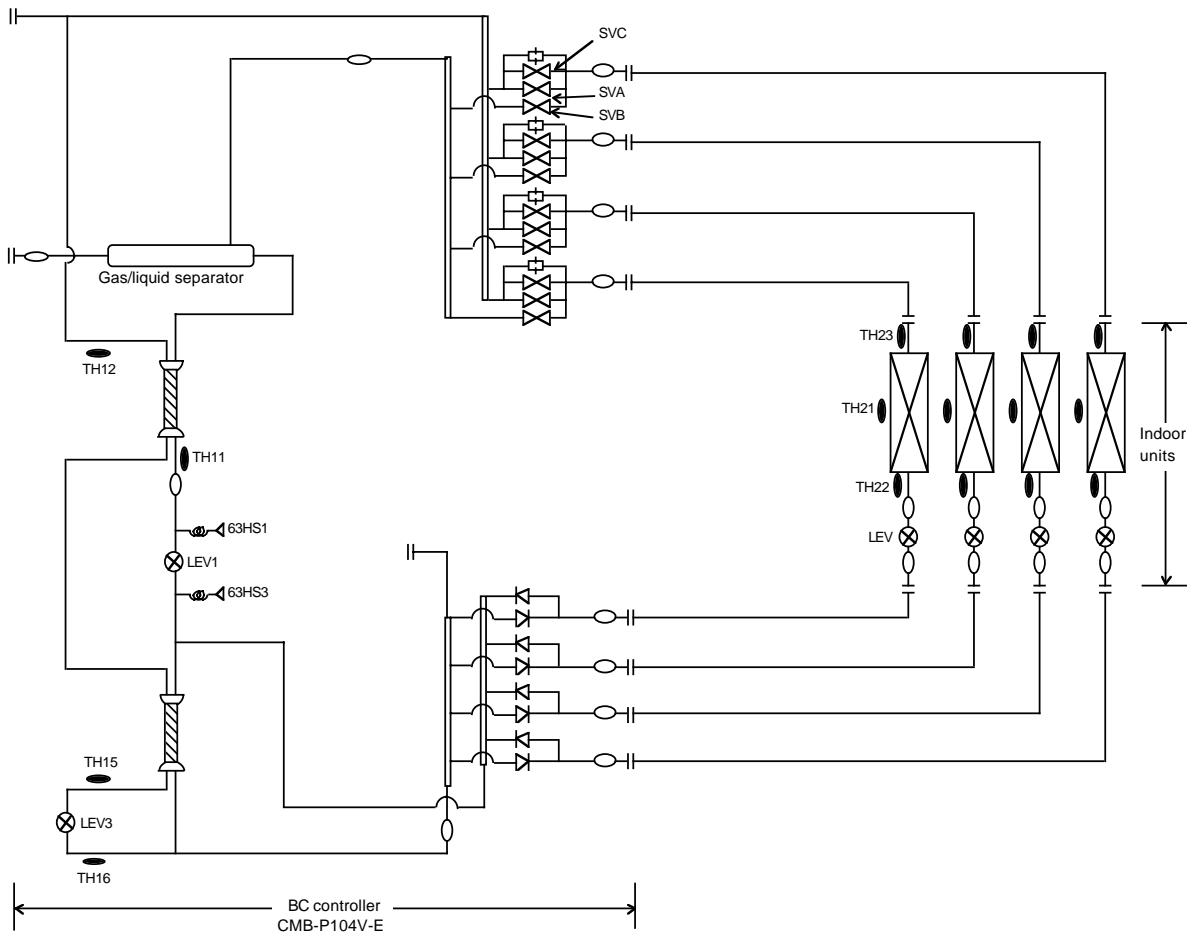 SVC
SVA
SVB
Gas/liquid separator
TH12
TH23
TH21
Indoor
units
TH11
TH22
63HS1
LEV
LEV1
63HS3
TH15
LEV3
TH16
BC controller
CMB-P104V-E